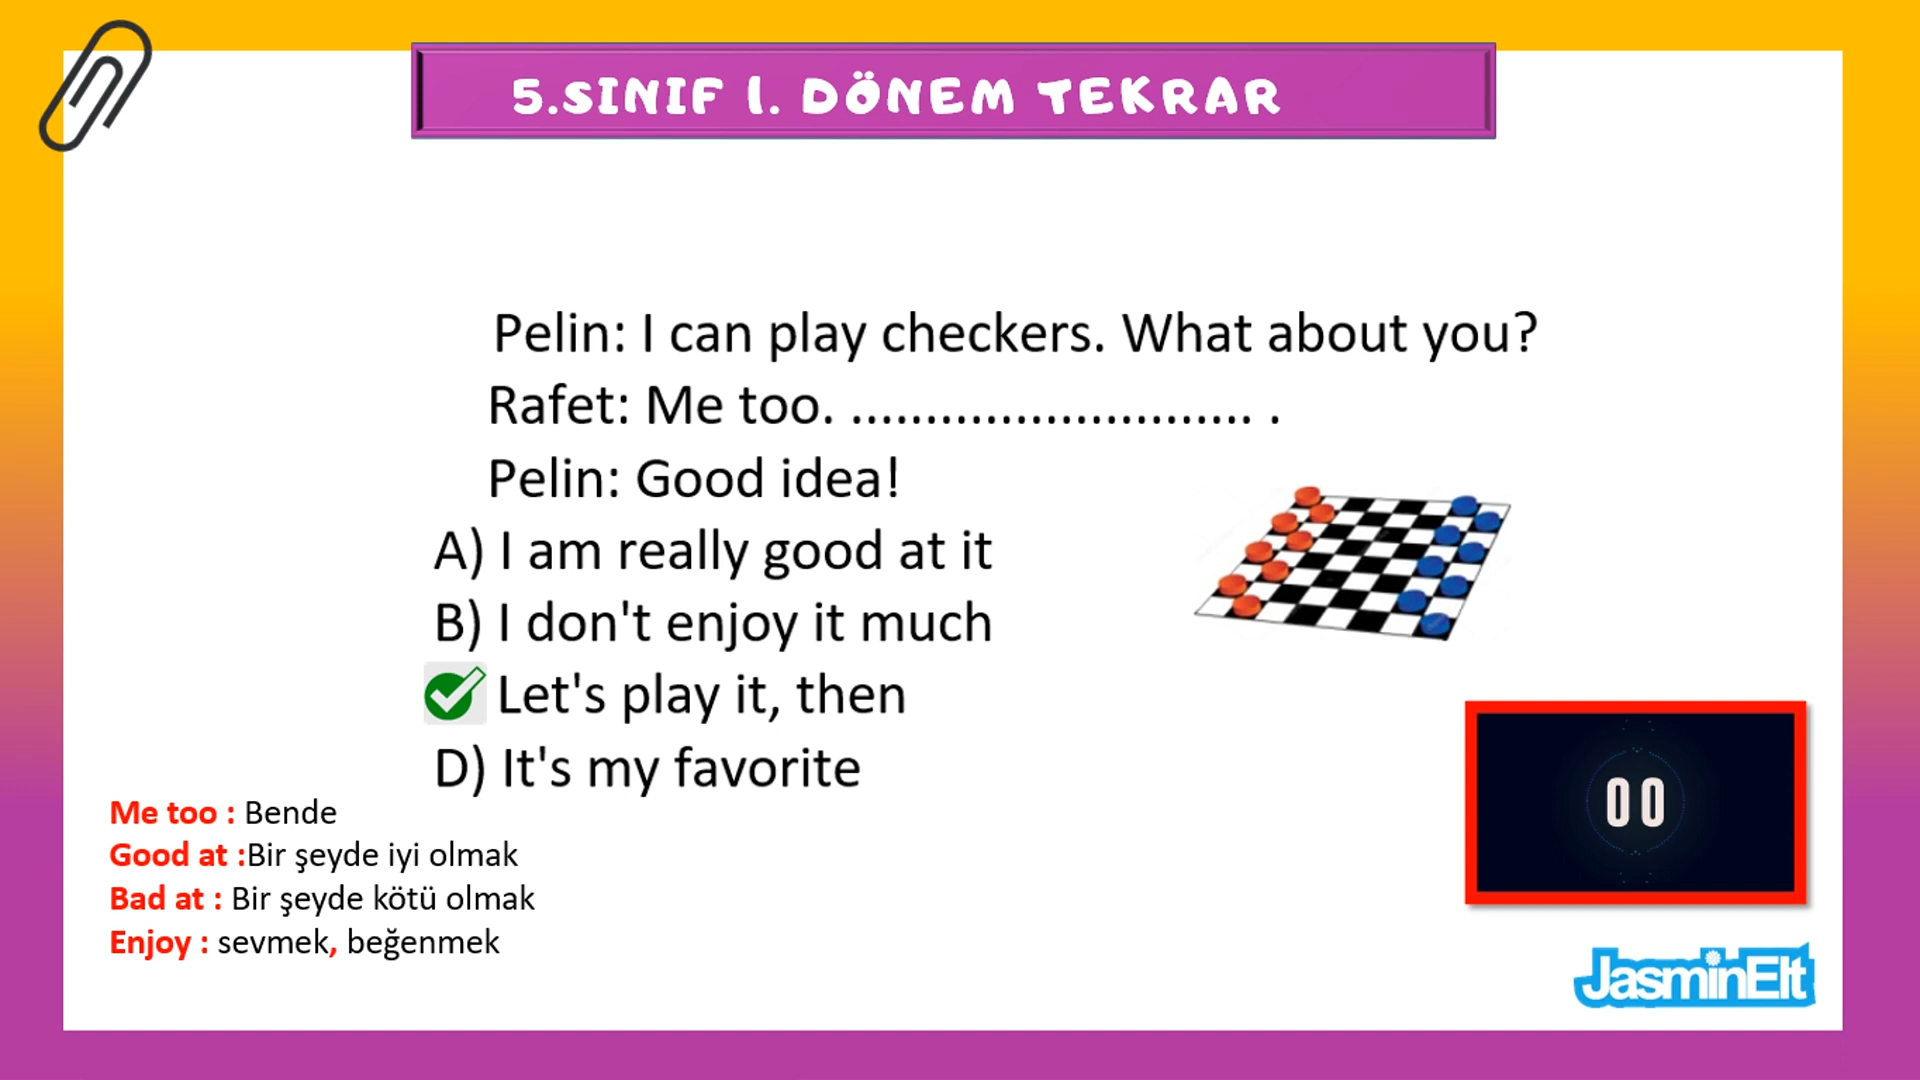 5.SINIF 1. DÖNEM TEKRAR
Pelin: I can play checkers. What about you?
Rafet: Me too. ........................... .
Pelin: Good idea!
A) I am really good at it
B) I don't enjoy it much
Let's play it, then
D) It's my favorite
Me too : Bende
Good at :Bir şeyde iyi olmak
Bad at : Bir şeyde kötü olmak
Enjoy : sevmek, beğenmek
00
JasminElt